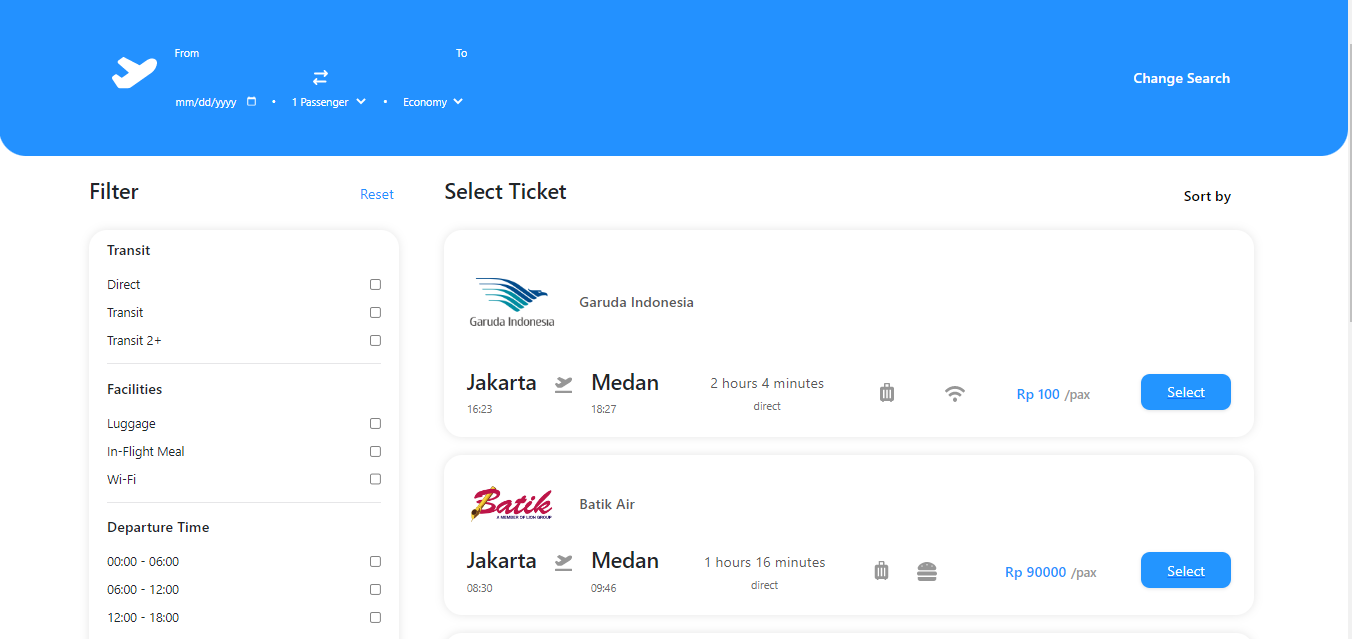 From
To
mm/dd/yyyy • 1 Passenger • Economy
Change Search
Filter
Reset
Transit
Direct
Transit
Transit 2+
Facilities
Luggage
In-Flight Meal
Wi-Fi
Departure Time
00:00 - 06:00
06:00 - 12:00
12:00 - 18:00
Select Ticket
Sort by
Garuda Indonesia
Garuda Indonesia
Jakarta
16:23
Medan
18:27
2 hours 4 minutes
direct
Rp 100 /pax
Select
Batik
A MEMBER OF LION GROUP
Batik Air
Jakarta
08:30
Medan
09:46
1 hours 16 minutes
direct
Rp 90000 /pax
Select